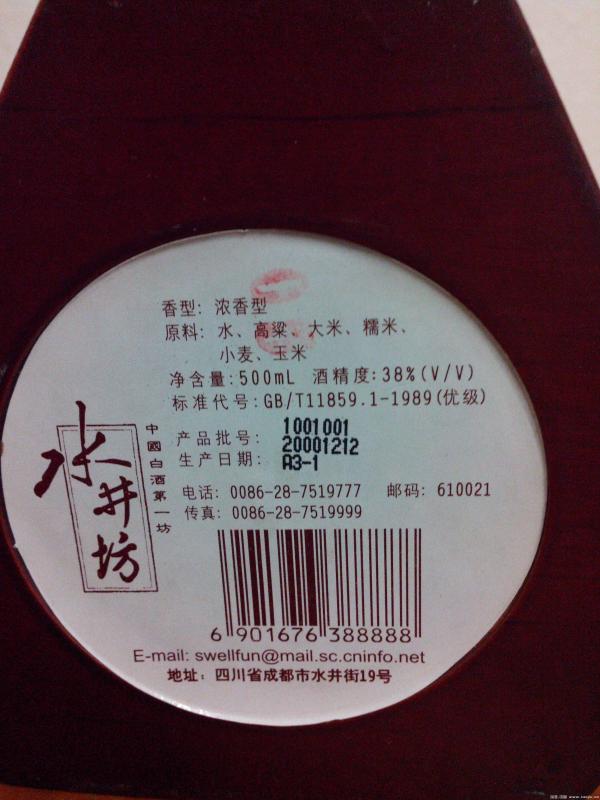 香型: 浓香型
原料: 水、高粱、大米、糯米、
小麦、玉米
净含量:500mL 酒精度:38%(V/V)
标准代号:GB/T11859.1-1989(优级)
产品批号: 1001001
生产日期: 20001212
A3-1
电话: 0086-28-7519777 邮码: 610021
传真: 0086-28-7519999
水井坊
中國白酒第一坊
6 901676 388888
E-mail: swellfun@mail.sc.cninfo.net
地址: 四川省成都市水井街19号